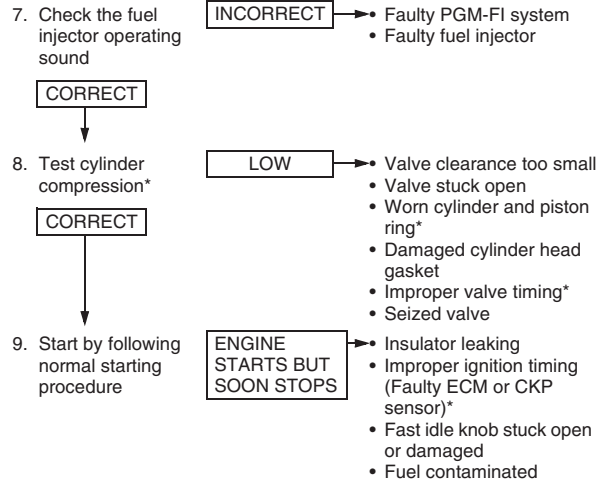 7. Check the fuel
injector operating
sound
INCORRECT
• Faulty PGM-FI system
• Faulty fuel injector
CORRECT
8. Test cylinder
compression*
LOW
• Valve clearance too small
• Valve stuck open
• Worn cylinder and piston
ring*
• Damaged cylinder head
gasket
• Improper valve timing*
• Seized valve
CORRECT
9. Start by following
normal starting
procedure
ENGINE
STARTS BUT
SOON STOPS
• Insulator leaking
• Improper ignition timing
(Faulty ECM or CKP
sensor)*
• Fast idle knob stuck open
or damaged
• Fuel contaminated